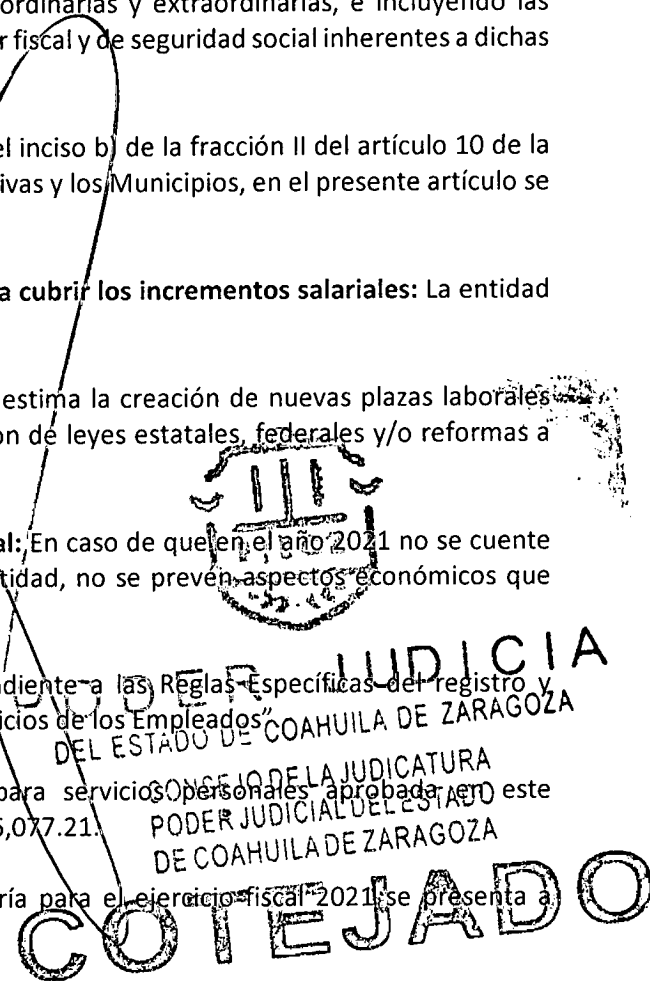 ordinarias y extraordinarias, e incluyendo las
r fiscal y de seguridad social inherentes a dichas
el inciso b) de la fracción II del artículo 10 de la
ivas y los Municipios, en el presente artículo se
a cubrir los incrementos salariales: La entidad
estima la creación de nuevas plazas laborales
on de leyes estatales, federales y/o reformas a
al: En caso de que en el año 2021 no se cuente
tidad, no se prevén aspectos económicos que
diente a las Reglas Específicas del registro y
icios de los Empleados”
para servicios personales aprobada en este
5,077.21.
ría para el ejercicio fiscal 2021 se presenta a
PODER JUDICIA
DEL ESTADO DE COAHUILA DE ZARAGOZA
CONSEJO DE LA JUDICATURA
PODER JUDICIAL DEL ESTADO
DE COAHUILA DE ZARAGOZA
COTEJADO